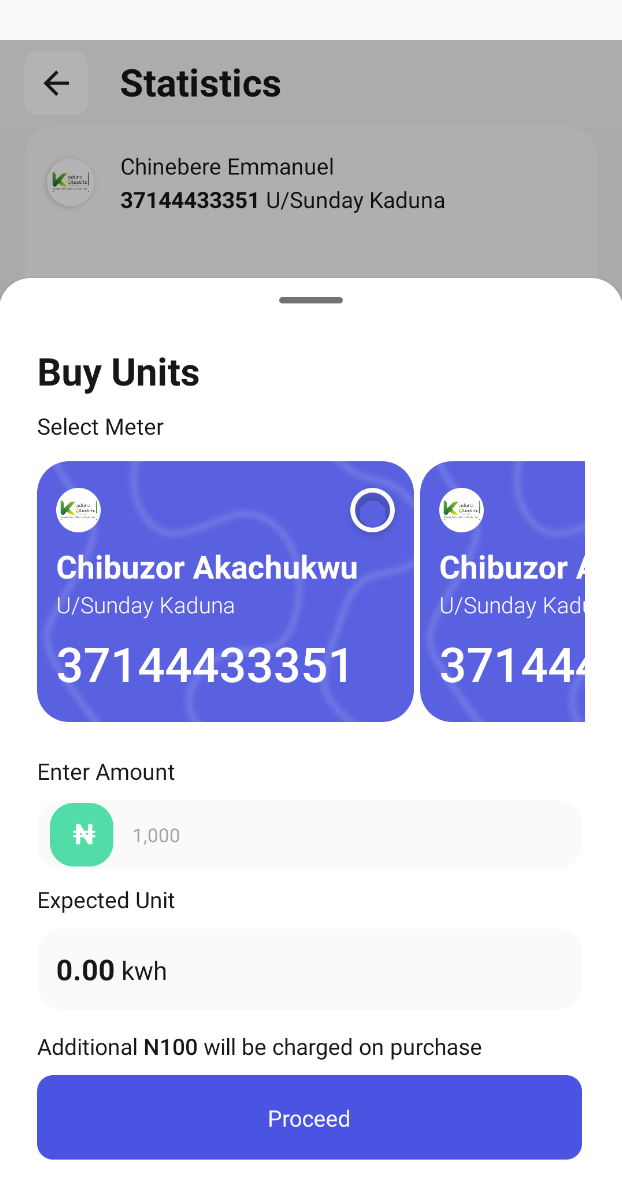 Statistics
Chinebere Emmanuel
37144433351 U/Sunday Kaduna
Buy Units
Select Meter
Chibuzor Akachukwu
U/Sunday Kaduna
37144433351
Chibuzor
U/Sunday
371444
Enter Amount
₦ 1,000
Expected Unit
0.00 kwh
Additional N100 will be charged on purchase
Proceed